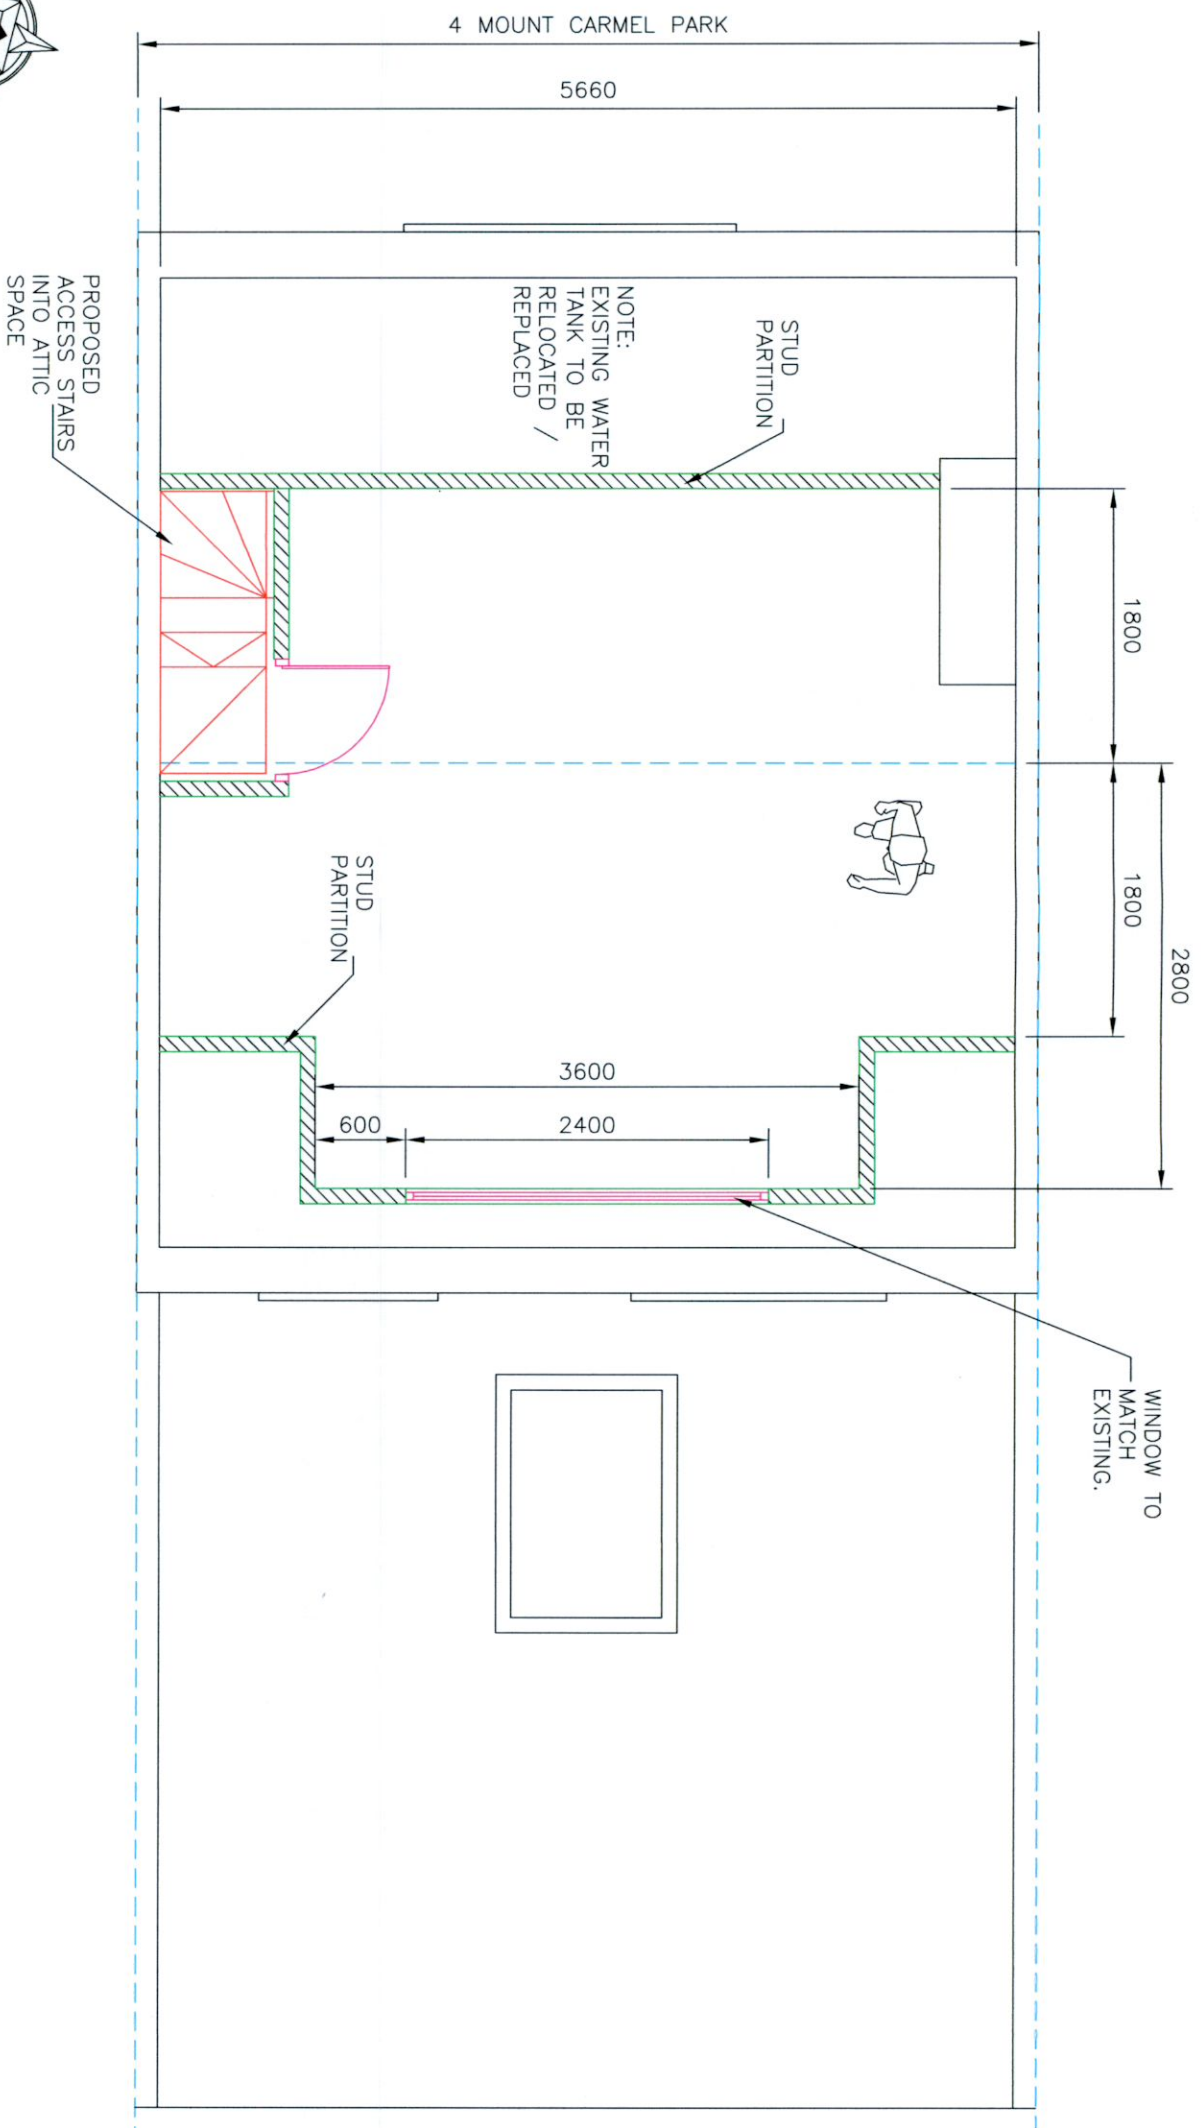 4 MOUNT CARMEL PARK
5660
NOTE:
EXISTING WATER
TANK TO BE
RELOCATED /
REPLACED
STUD
PARTITION
PROPOSED
ACCESS STAIRS
INTO ATTIC
SPACE
1800
1800
2800
STUD
PARTITION
3600
600
2400
WINDOW TO
MATCH
EXISTING.